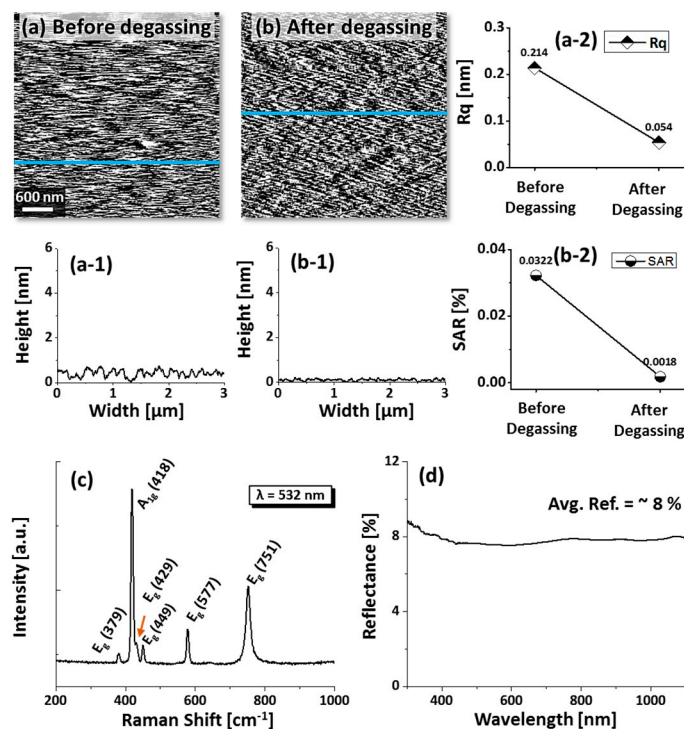 (a) Before degassing
600 nm
(b) After degassing
(a-2)
Rq
Rq [nm]
0.3
0.2
0.1
0.0
0.214
0.054
Before
Degassing
After
Degassing
(a-1)
Height [nm]
6
4
2
0
0
1
2
3
Width [µm]
(b-1)
Height [nm]
6
4
2
0
0
1
2
3
Width [µm]
(b-2)
SAR
SAR [%]
0.04
0.02
0.00
0.0322
0.0018
Before
Degassing
After
Degassing
(c)
λ = 532 nm
Intensity [a.u.]
Eg (379)
A1g (418)
Eg (429)
Eg (449)
Eg (577)
Eg (751)
200
400
600
800
1000
Raman Shift [cm-1]
(d)
Avg. Ref. = ~ 8 %
Reflectance [%]
12
8
4
0
400
600
800
1000
Wavelength [nm]